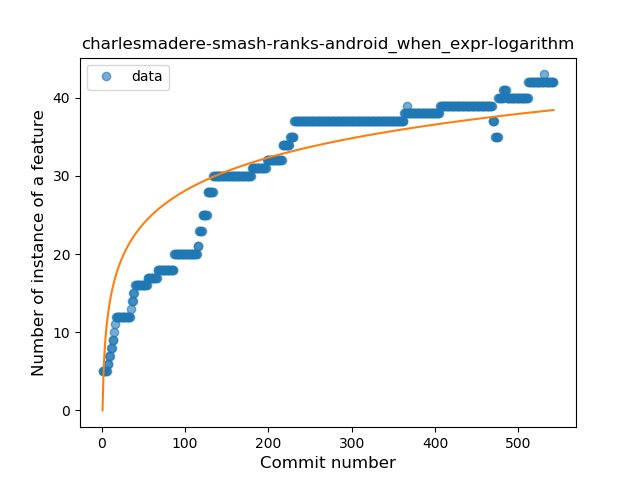 charlesmadere-smash-ranks-android_when_expr-logarithm
data
Number of instance of a feature
40
30
20
10
0
0 100 200 300 400 500
Commit number